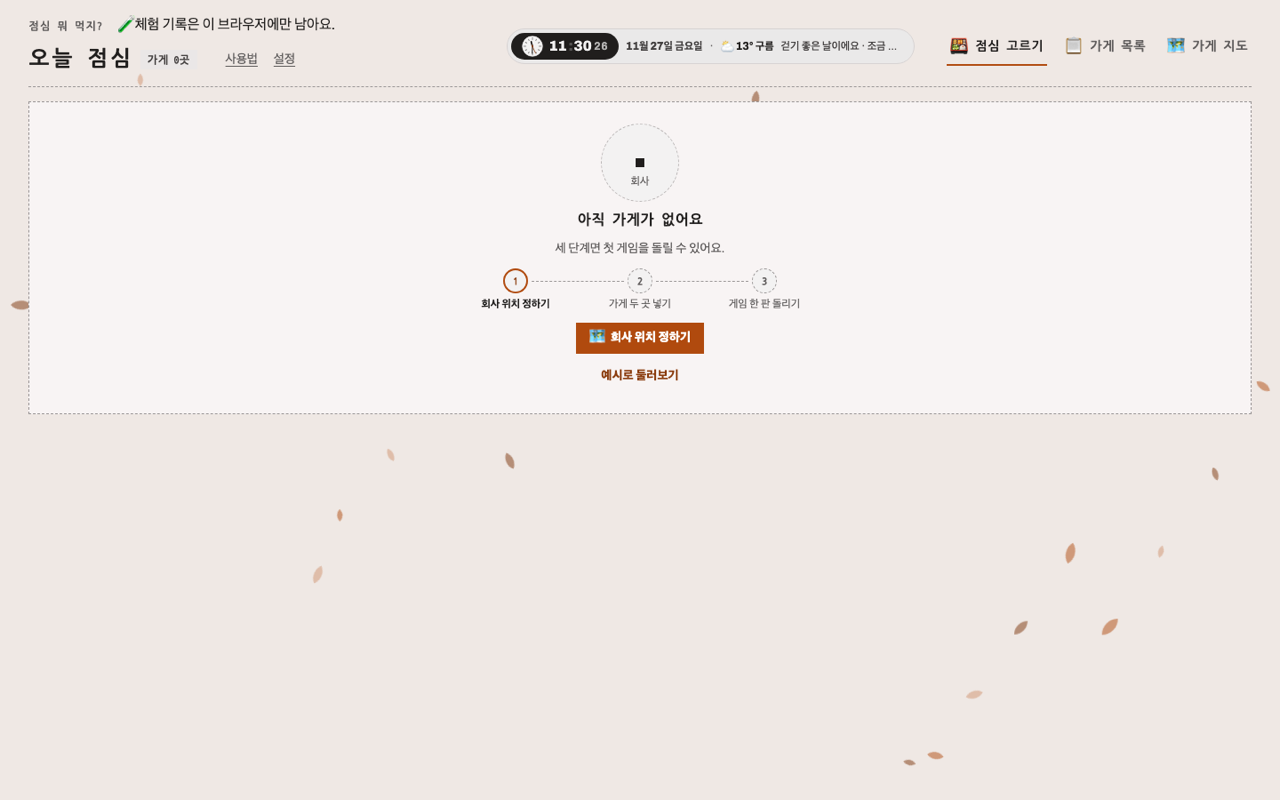 점심 뭐 먹지?
체험 기록은 이 브라우저에만 남아요.
오늘 점심
가게 0곳
사용법
설정
11:30 26
11월 27일 금요일 · 13° 구름 걷기 좋은 날이에요 · 조금 ...
점심 고르기
가게 목록
가게 지도
회사
아직 가게가 없어요
세 단계면 첫 게임을 돌릴 수 있어요.
1 2 3
회사 위치 정하기 가게 두 곳 넣기 게임 한 판 돌리기
회사 위치 정하기
예시로 둘러보기